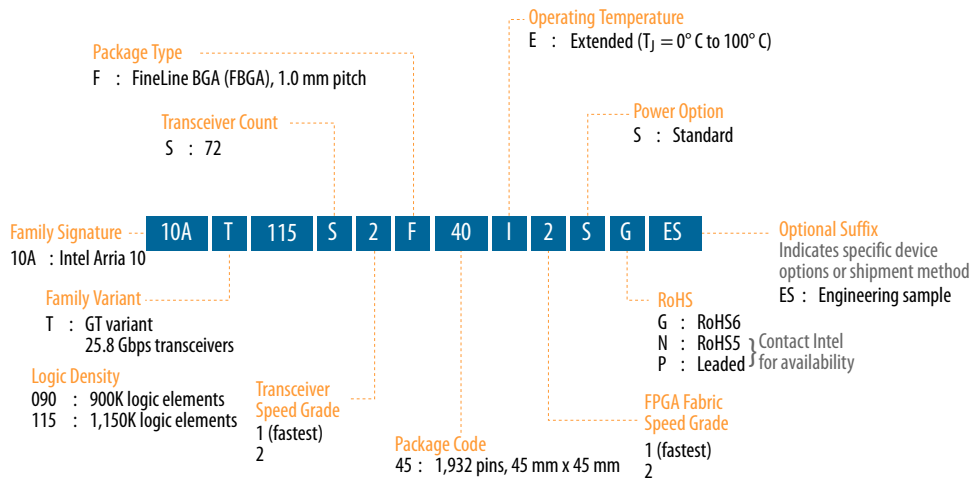 Operating Temperature
E : Extended (TJ = 0° C to 100° C)
Package Type
F : FineLine BGA (FBGA), 1.0 mm pitch
Transceiver Count
S : 72
Power Option
S : Standard
10A T 115 S 2 F 40 I 2 S G ES
Family Signature
10A : Intel Arria 10
Optional Suffix
Indicates specific device
options or shipment method
ES : Engineering sample
Family Variant
T : GT variant
25.8 Gbps transceivers
RoHS
G : RoHS6
N : RoHS5
P : Leaded
} Contact Intel
for availability
Logic Density
090 : 900K logic elements
115 : 1,150K logic elements
Transceiver
Speed Grade
1 (fastest)
2
Package Code
45 : 1,932 pins, 45 mm x 45 mm
FPGA Fabric
Speed Grade
1 (fastest)
2